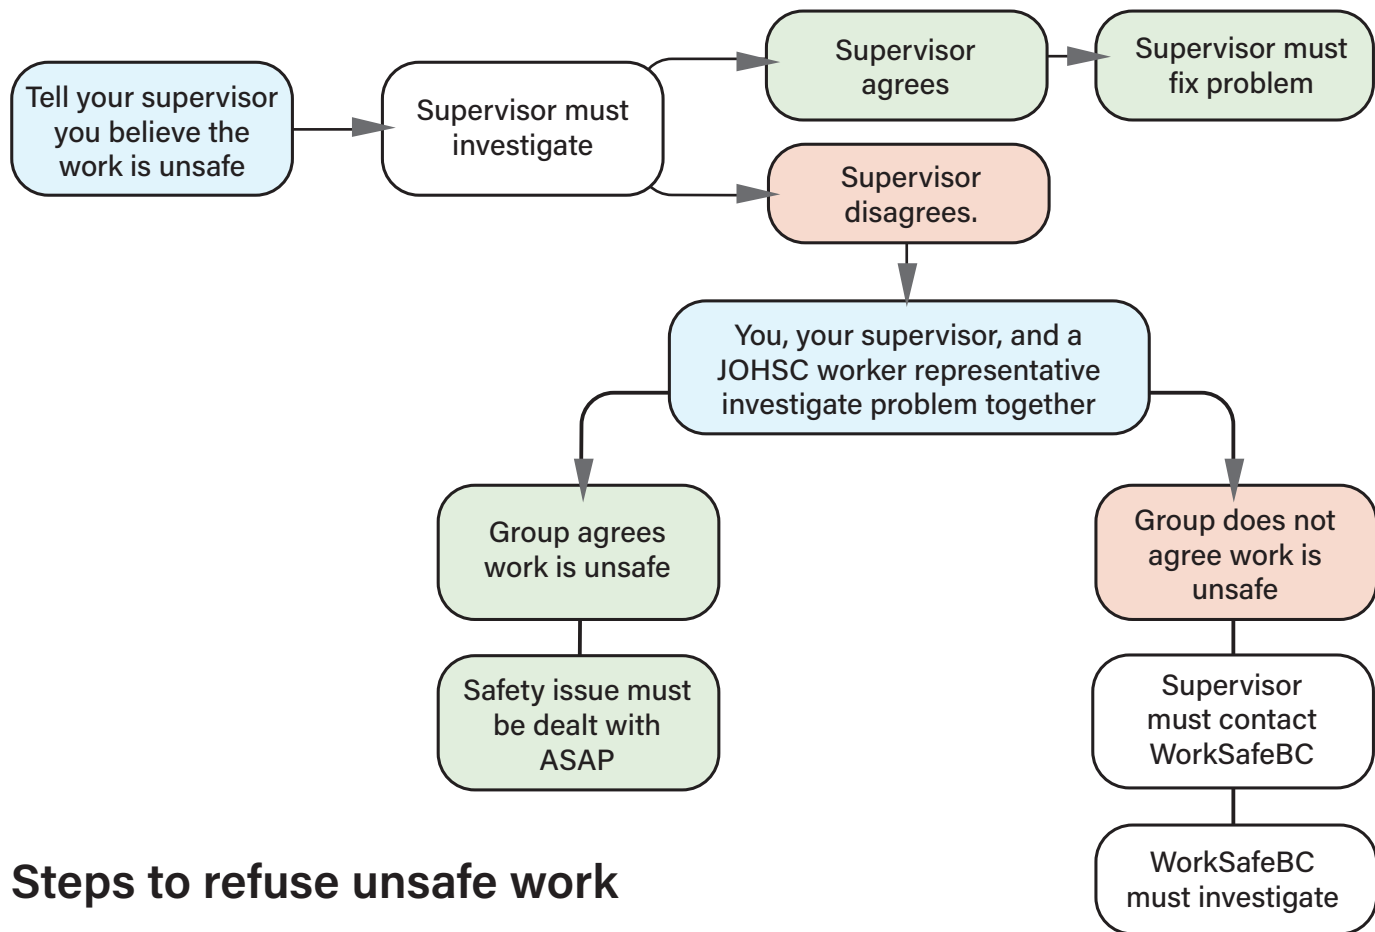 Tell your supervisor
you believe the
work is unsafe
Supervisor must
investigate
Supervisor
agrees
Supervisor must
fix problem
Supervisor
disagrees.
You, your supervisor, and a
JOHSC worker representative
investigate problem together
Group agrees
work is unsafe
Safety issue must
be dealt with
ASAP
Group does not
agree work is
unsafe
Supervisor
must contact
WorkSafeBC
WorkSafeBC
must investigate
Steps to refuse unsafe work